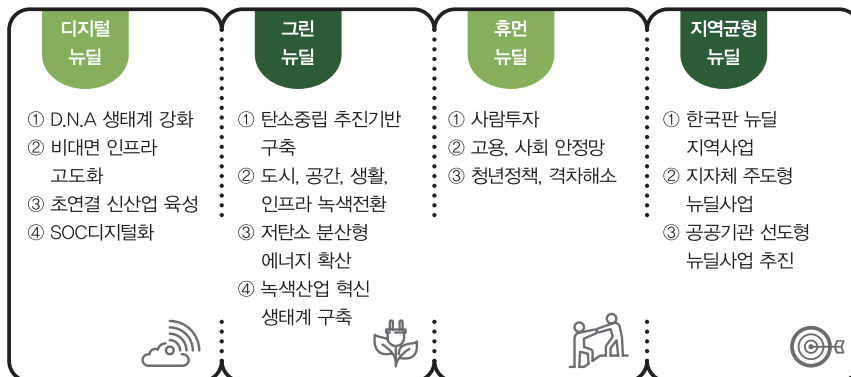 디지털
뉴딜
① D.N.A 생태계 강화
② 비대면 인프라
고도화
③ 초연결 신산업 육성
④ SOC디지털화
그린
뉴딜
① 탄소중립 추진기반
구축
② 도시, 공간, 생활,
인프라 녹색전환
③ 저탄소 분산형
에너지 확산
④ 녹색산업 혁신
생태계 구축
휴먼
뉴딜
① 사람투자
② 고용, 사회 안정망
③ 청년정책, 격차해소
지역균형
뉴딜
① 한국판 뉴딜
지역사업
② 지자체 주도형
뉴딜사업
③ 공공기관 선도형
뉴딜사업 추진